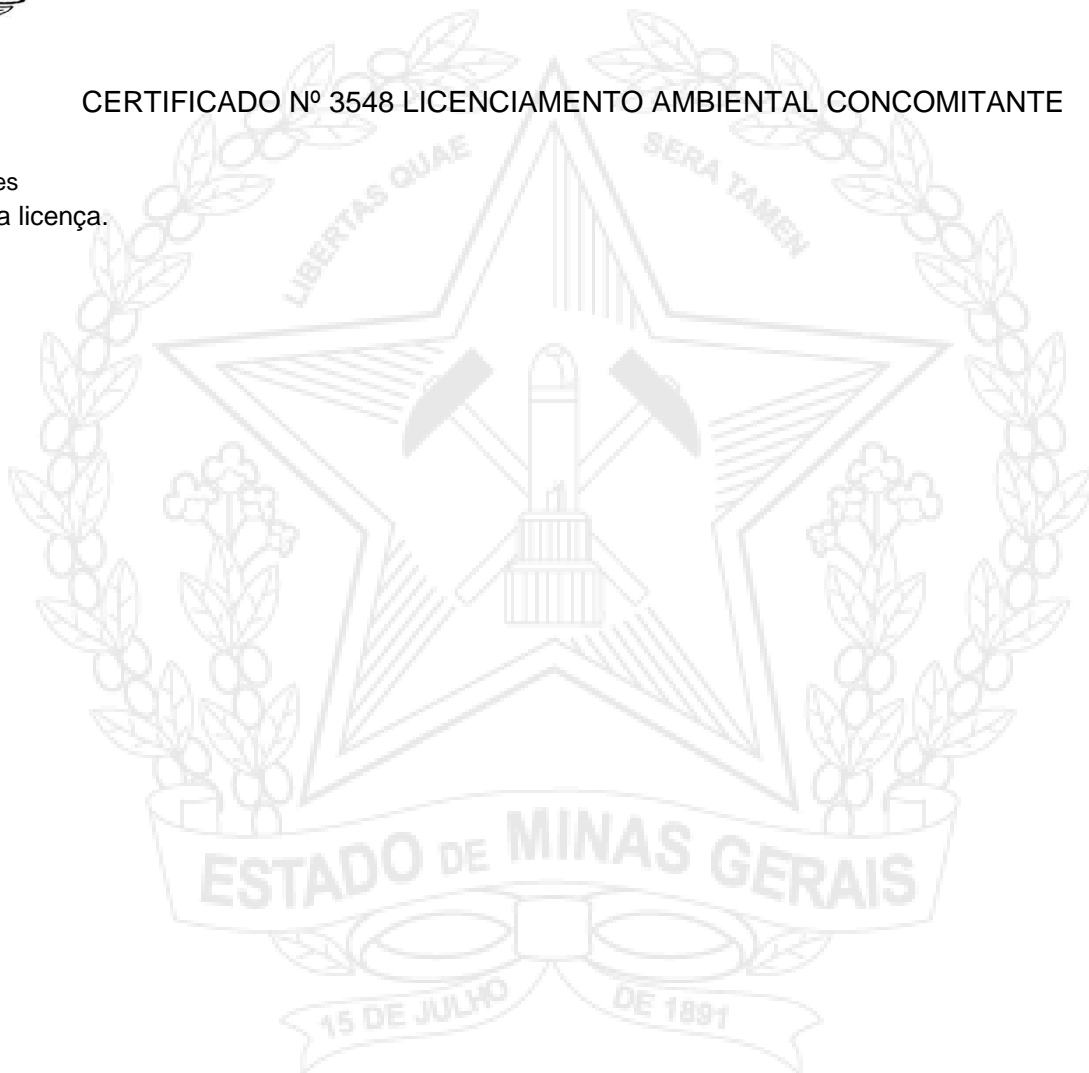 CERTIFICADO Nº 3548 LICENCIAMENTO AMBIENTAL CONCOMITANTE
es
a licença.
LIBERTAS QUAE SERA TAMEN
ESTADO DE MINAS GERAIS
15 DE JULHO DE 1891